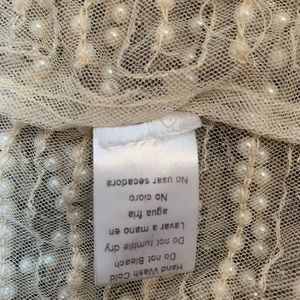 Hand Wash Cold
Do not Bleach
Do not tumble dry
Lavar a mano en
agua fria
No cloro
No usar secadora